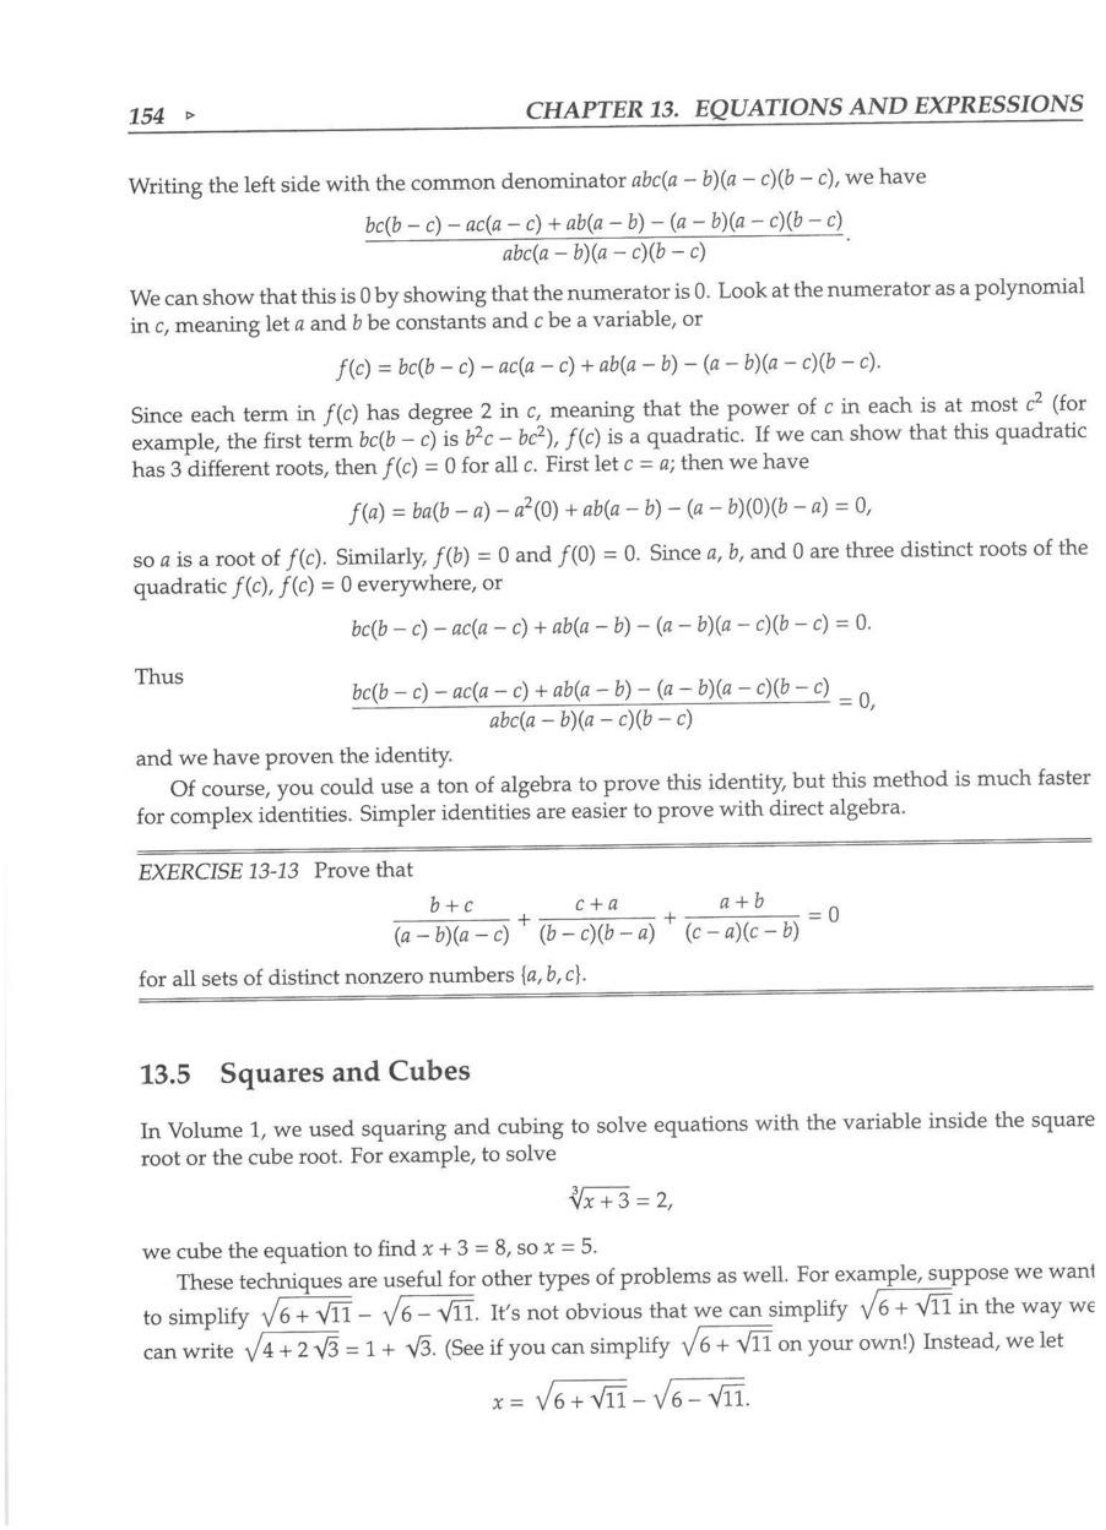 154 ▹ CHAPTER 13. EQUATIONS AND EXPRESSIONS
Writing the left side with the common denominator abc(a − b)(a − c)(b − c), we have
bc(b − c) − ac(a − c) + ab(a − b) − (a − b)(a − c)(b − c)
abc(a − b)(a − c)(b − c) .
We can show that this is 0 by showing that the numerator is 0. Look at the numerator as a polynomial
in c, meaning let a and b be constants and c be a variable, or
f(c) = bc(b − c) − ac(a − c) + ab(a − b) − (a − b)(a − c)(b − c).
Since each term in f(c) has degree 2 in c, meaning that the power of c in each is at most c² (for
example, the first term bc(b − c) is b²c − bc²), f(c) is a quadratic. If we can show that this quadratic
has 3 different roots, then f(c) = 0 for all c. First let c = a; then we have
f(a) = ba(b − a) − a²(0) + ab(a − b) − (a − b)(0)(b − a) = 0,
so a is a root of f(c). Similarly, f(b) = 0 and f(0) = 0. Since a, b, and 0 are three distinct roots of the
quadratic f(c), f(c) = 0 everywhere, or
bc(b − c) − ac(a − c) + ab(a − b) − (a − b)(a − c)(b − c) = 0.
Thus
bc(b − c) − ac(a − c) + ab(a − b) − (a − b)(a − c)(b − c)
abc(a − b)(a − c)(b − c) = 0,
and we have proven the identity.
Of course, you could use a ton of algebra to prove this identity, but this method is much faster
for complex identities. Simpler identities are easier to prove with direct algebra.
EXERCISE 13-13 Prove that
b + c c + a a + b
(a − b)(a − c) + (b − c)(b − a) + (c − a)(c − b) = 0
for all sets of distinct nonzero numbers {a, b, c}.
13.5 Squares and Cubes
In Volume 1, we used squaring and cubing to solve equations with the variable inside the square
root or the cube root. For example, to solve
∛(x + 3) = 2,
we cube the equation to find x + 3 = 8, so x = 5.
These techniques are useful for other types of problems as well. For example, suppose we want
to simplify √(6 + √11) − √(6 − √11). It's not obvious that we can simplify √(6 + √11) in the way we
can write √(4 + 2√3) = 1 + √3. (See if you can simplify √(6 + √11) on your own!) Instead, we let
x = √(6 + √11) − √(6 − √11).